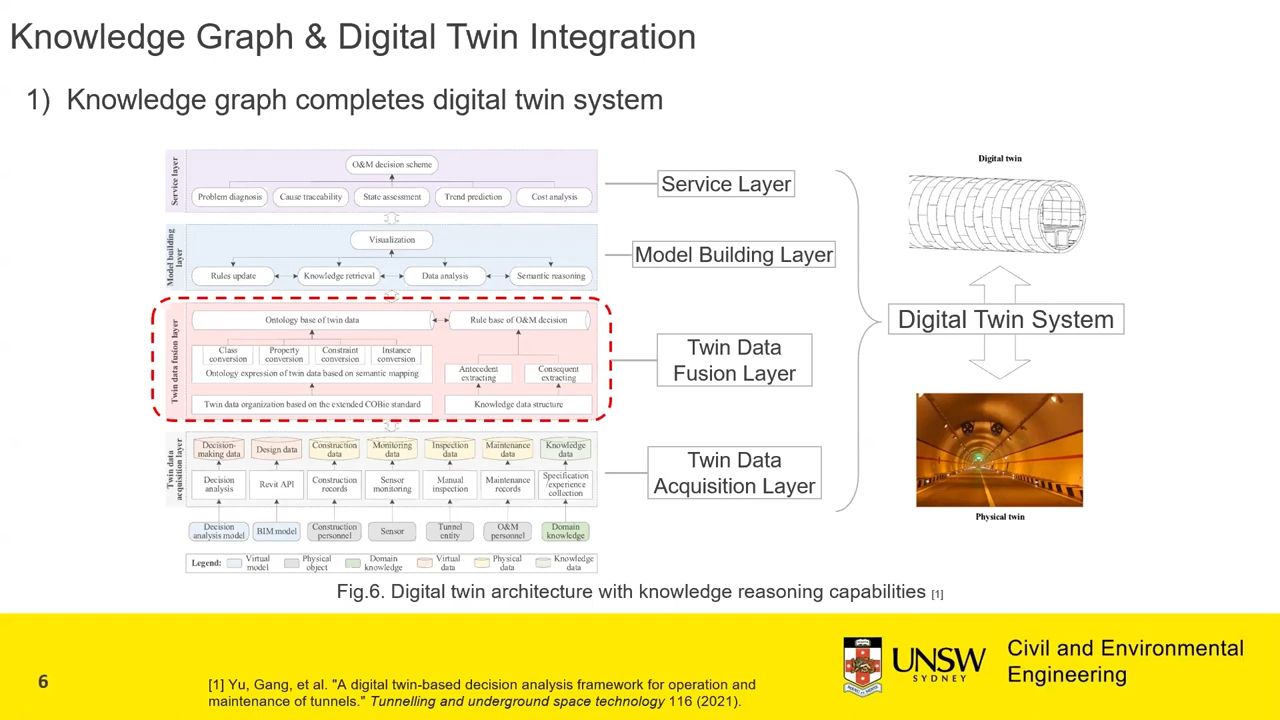 Knowledge Graph & Digital Twin Integration
1) Knowledge graph completes digital twin system
Service layer
O&M decision scheme
Problem diagnosis
Cause traceability
State assessment
Trend prediction
Cost analysis
Model building
layer
Visualization
Rules update
Knowledge retrieval
Data analysis
Semantic reasoning
Twin data fusion layer
Ontology base of twin data
Rule base of O&M decision
Class
conversion
Property
conversion
Constraint
conversion
Instance
conversion
Ontology expression of twin data based on semantic mapping
Antecedent
extracting
Consequent
extracting
Twin data organization based on the extended COBie standard
Knowledge data structure
Twin data
acquisition layer
Decision-
making data
Design data
Construction
data
Monitoring
data
Inspection
data
Maintenance
data
Knowledge
data
Decision
analysis
Revit API
Construction
records
Sensor
monitoring
Manual
inspection
Maintenance
records
Specification
/experience
collection
Decision
analysis model
BIM model
Construction
personnel
Sensor
Tunnel
entity
O&M
personnel
Domain
knowledge
Legend:
Virtual
model
Physical
object
Domain
knowledge
Virtual
data
Physical
data
Knowledge
data
Service Layer
Model Building Layer
Twin Data
Fusion Layer
Twin Data
Acquisition Layer
Digital twin
Digital Twin System
Physical twin
Fig.6. Digital twin architecture with knowledge reasoning capabilities [1]
6
[1] Yu, Gang, et al. "A digital twin-based decision analysis framework for operation and
maintenance of tunnels." Tunnelling and underground space technology 116 (2021).
UNSW
SYDNEY
Civil and Environmental
Engineering